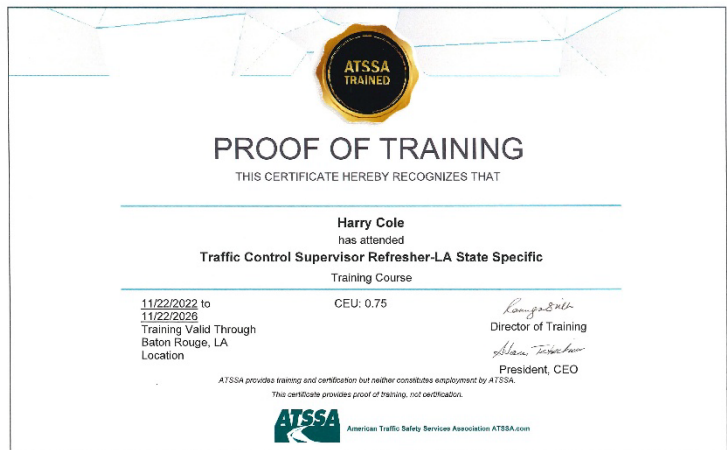 ATSSA
TRAINED
PROOF OF TRAINING
THIS CERTIFICATE HEREBY RECOGNIZES THAT
Harry Cole
has attended
Traffic Control Supervisor Refresher-LA State Specific
Training Course
11/22/2022 to
11/22/2026
Training Valid Through
Baton Rouge, LA
Location
CEU: 0.75
Director of Training
President, CEO
ATSSA provides training and certification but neither constitutes employment by ATSSA.
This certificate provides proof of training, not certification.
ATSSA
American Traffic Safety Services Association ATSSA.com